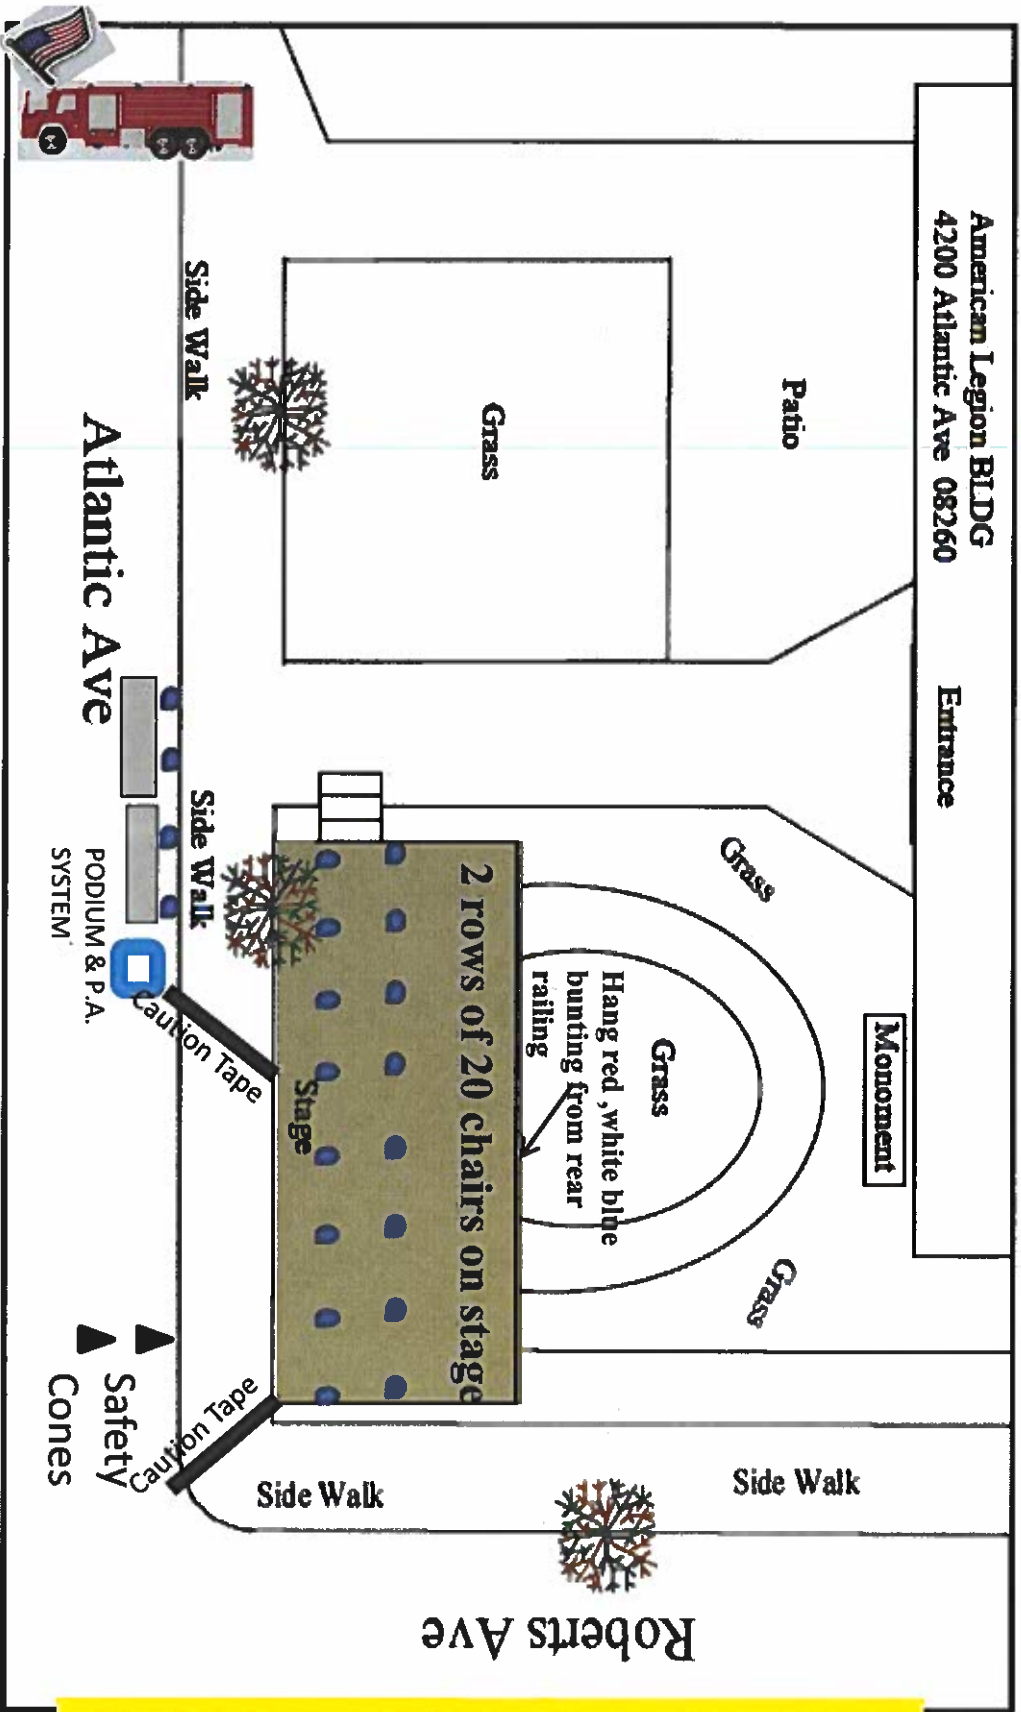 American Legion BLDG
4200 Atlantic Ave 08260
Entrance
Patio
Grass
Grass
Monoment
Grass
Hang red ,white blue
bunting from rear
railing
Grass
2 rows of 20 chairs on stage
Stage
Side Walk
Side Walk
Side Walk
Side Walk
Atlantic Ave
PODIUM & P.A.
SYSTEM
Caution Tape
Caution Tape
Safety
Cones
Roberts Ave